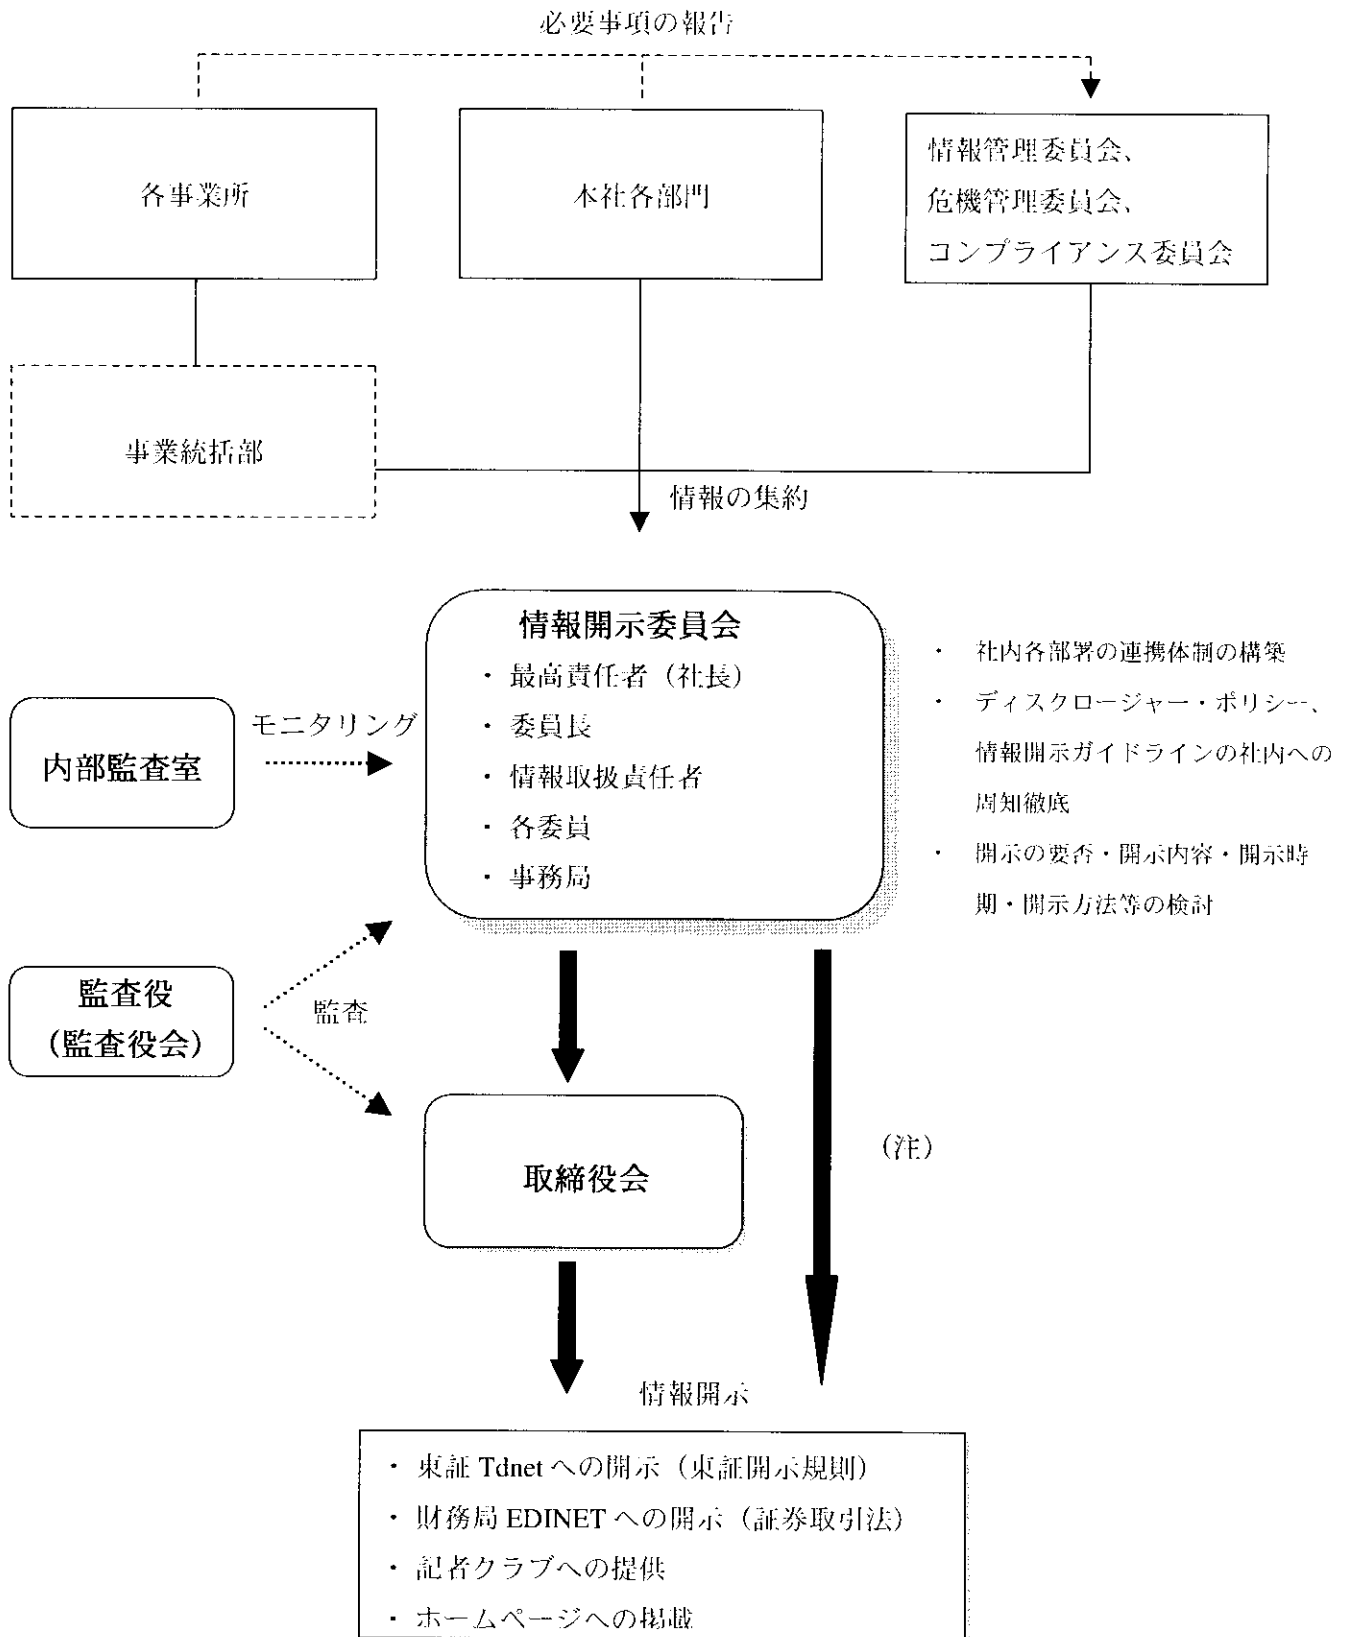 必要事項の報告
各事業所
本社各部門
情報管理委員会、
危機管理委員会、
コンプライアンス委員会
事業統括部
情報の集約
情報開示委員会
・ 最高責任者（社長）
・ 委員長
・ 情報取扱責任者
・ 各委員
・ 事務局
・ 社内各部署の連携体制の構築
・ ディスクロージャー・ポリシー、
情報開示ガイドラインの社内への
周知徹底
・ 開示の要否・開示内容・開示時
期・開示方法等の検討
内部監査室
モニタリング
監査役
（監査役会）
監査
取締役会
（注）
情報開示
・ 東証 Tdnet への開示（東証開示規則）
・ 財務局 EDINET への開示（証券取引法）
・ 記者クラブへの提供
・ ホームページへの掲載